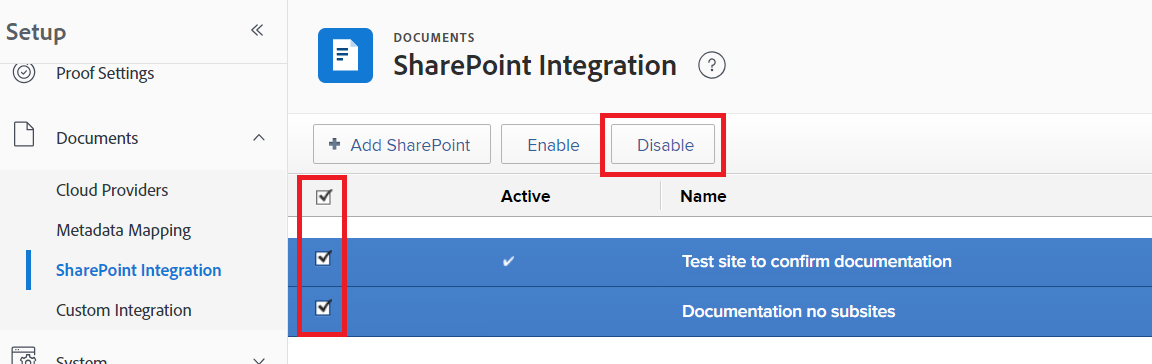 Setup
Proof Settings
Documents
Cloud Providers
Metadata Mapping
SharePoint Integration
Custom Integration
System
DOCUMENTS
SharePoint Integration ?
+ Add SharePoint Enable Disable
Active Name
Test site to confirm documentation
Documentation no subsites